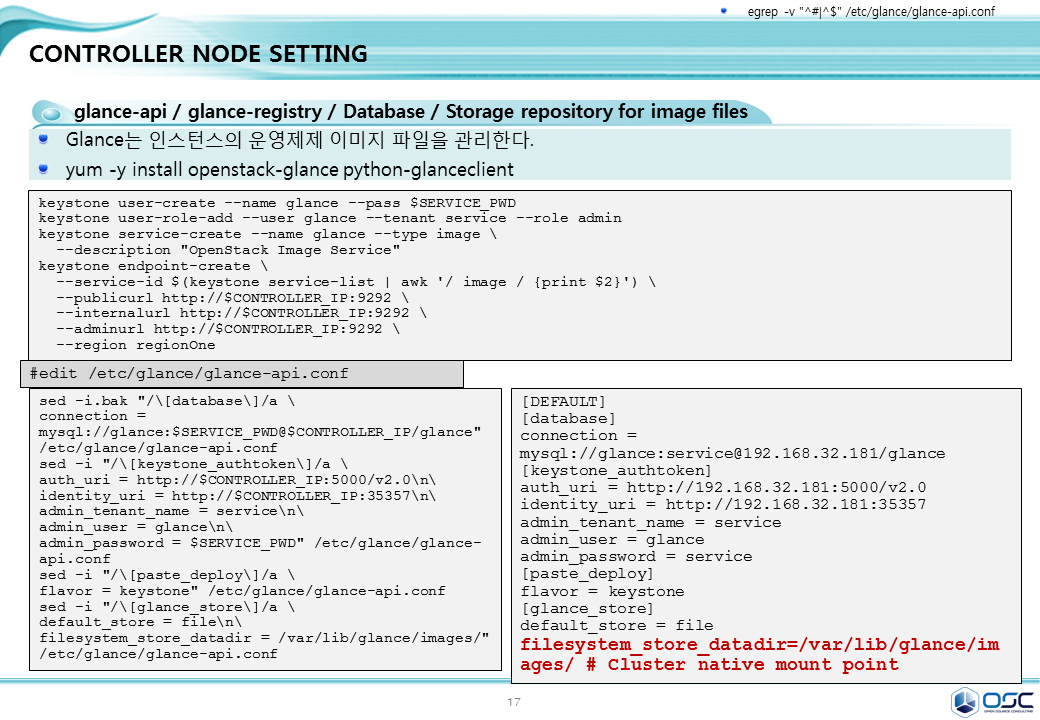 egrep -v "^#|^$" /etc/glance/glance-api.conf
CONTROLLER NODE SETTING
glance-api / glance-registry / Database / Storage repository for image files
Glance는 인스턴스의 운영제제 이미지 파일을 관리한다.
yum -y install openstack-glance python-glanceclient
keystone user-create --name glance --pass $SERVICE_PWD
keystone user-role-add --user glance --tenant service --role admin
keystone service-create --name glance --type image \
--description "OpenStack Image Service"
keystone endpoint-create \
--service-id $(keystone service-list | awk '/ image / {print $2}') \
--publicurl http://$CONTROLLER_IP:9292 \
--internalurl http://$CONTROLLER_IP:9292 \
--adminurl http://$CONTROLLER_IP:9292 \
--region regionOne
#edit /etc/glance/glance-api.conf
sed -i.bak "/\[database\]/a \
connection =
mysql://glance:$SERVICE_PWD@$CONTROLLER_IP/glance"
/etc/glance/glance-api.conf
sed -i "/\[keystone_authtoken\]/a \
auth_uri = http://$CONTROLLER_IP:5000/v2.0\n\
identity_uri = http://$CONTROLLER_IP:35357\n\
admin_tenant_name = service\n\
admin_user = glance\n\
admin_password = $SERVICE_PWD" /etc/glance/glance-
api.conf
sed -i "/\[paste_deploy\]/a \
flavor = keystone" /etc/glance/glance-api.conf
sed -i "/\[glance_store\]/a \
default_store = file\n\
filesystem_store_datadir = /var/lib/glance/images/"
/etc/glance/glance-api.conf
[DEFAULT]
[database]
connection =
mysql://glance:service@192.168.32.181/glance
[keystone_authtoken]
auth_uri = http://192.168.32.181:5000/v2.0
identity_uri = http://192.168.32.181:35357
admin_tenant_name = service
admin_user = glance
admin_password = service
[paste_deploy]
flavor = keystone
[glance_store]
default_store = file
filesystem_store_datadir=/var/lib/glance/im
ages/ # Cluster native mount point
17
OSC
OPEN SOURCE CONSULTING